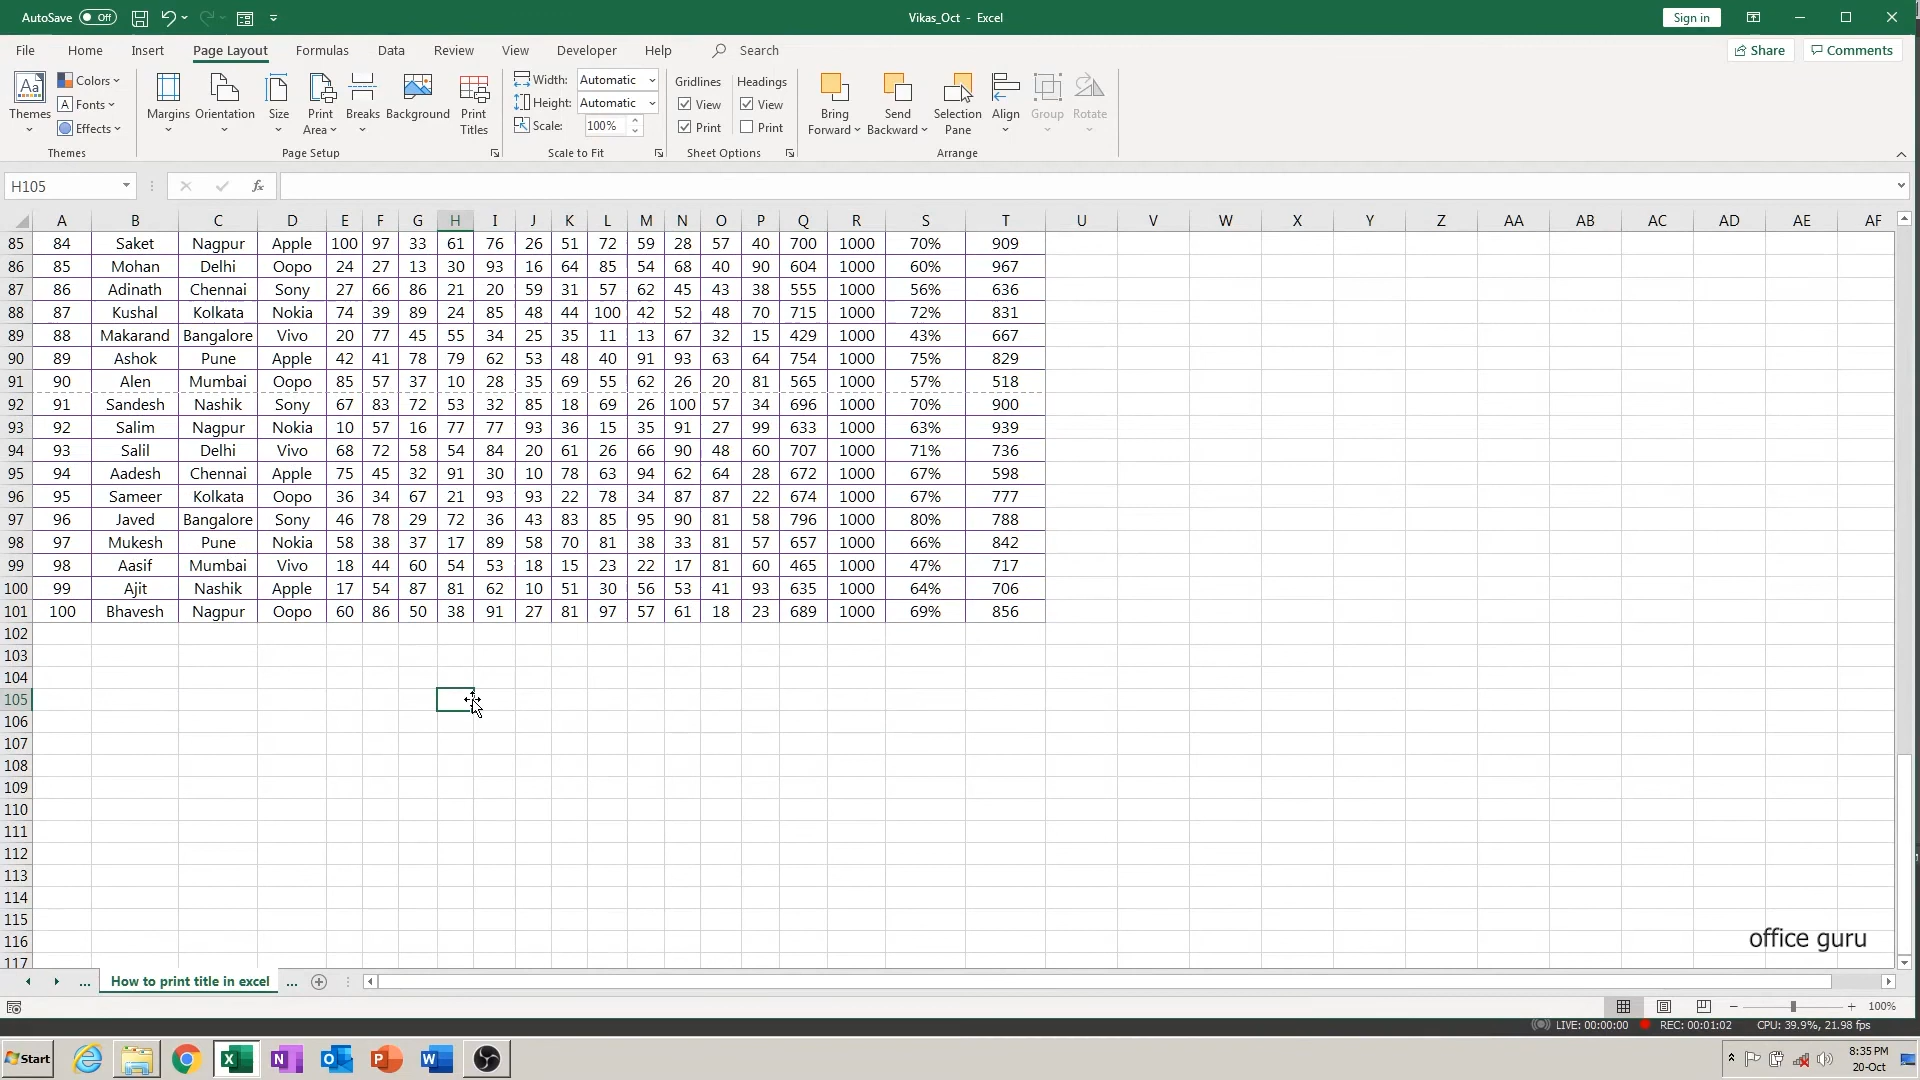 AutoSave Off Vikas_Oct - Excel Sign in
File Home Insert Page Layout Formulas Data Review View Developer Help Search Share Comments
Aa Colors Width: Automatic Gridlines Headings
Fonts Height: Automatic View View
Themes Effects Margins Orientation Size Print Area Breaks Background Print Titles Scale: 100% Print Print Bring Forward Send Backward Selection Pane Align Group Rotate
Themes Page Setup Scale to Fit Sheet Options Arrange
H105 fx
A B C D E F G H I J K L M N O P Q R S T U V W X Y Z AA AB AC AD AE AF
85 84 Saket Nagpur Apple 100 97 33 61 76 26 51 72 59 28 57 40 700 1000 70% 909
86 85 Mohan Delhi Oopo 24 27 13 30 93 16 64 85 54 68 40 90 604 1000 60% 967
87 86 Adinath Chennai Sony 27 66 86 21 20 59 31 57 62 45 43 38 555 1000 56% 636
88 87 Kushal Kolkata Nokia 74 39 89 24 85 48 44 100 42 52 48 70 715 1000 72% 831
89 88 Makarand Bangalore Vivo 20 77 45 55 34 25 35 11 13 67 32 15 429 1000 43% 667
90 89 Ashok Pune Apple 42 41 78 79 62 53 48 40 91 93 63 64 754 1000 75% 829
91 90 Alen Mumbai Oopo 85 57 37 10 28 35 69 55 62 26 20 81 565 1000 57% 518
92 91 Sandesh Nashik Sony 67 83 72 53 32 85 18 69 26 100 57 34 696 1000 70% 900
93 92 Salim Nagpur Nokia 10 57 16 77 77 93 36 15 35 91 27 99 633 1000 63% 939
94 93 Salil Delhi Vivo 68 72 58 54 84 20 61 26 66 90 48 60 707 1000 71% 736
95 94 Aadesh Chennai Apple 75 45 32 91 30 10 78 63 94 62 64 28 672 1000 67% 598
96 95 Sameer Kolkata Oopo 36 34 67 21 93 93 22 78 34 87 87 22 674 1000 67% 777
97 96 Javed Bangalore Sony 46 78 29 72 36 43 83 85 95 90 81 58 796 1000 80% 788
98 97 Mukesh Pune Nokia 58 38 37 17 89 58 70 81 38 33 81 57 657 1000 66% 842
99 98 Aasif Mumbai Vivo 18 44 60 54 53 18 15 23 22 17 81 60 465 1000 47% 717
100 99 Ajit Nashik Apple 17 54 87 81 62 10 51 30 56 53 41 93 635 1000 64% 706
101 100 Bhavesh Nagpur Oopo 60 86 50 38 91 27 81 97 57 61 18 23 689 1000 69% 856
102
103
104
105
106
107
108
109
110
111
112
113
114
115
116
office guru
117
... How to print title in excel ...
100%
LIVE: 00:00:00 REC: 00:01:02 CPU: 39.9%, 21.98 fps
Start 8:35 PM
20-Oct